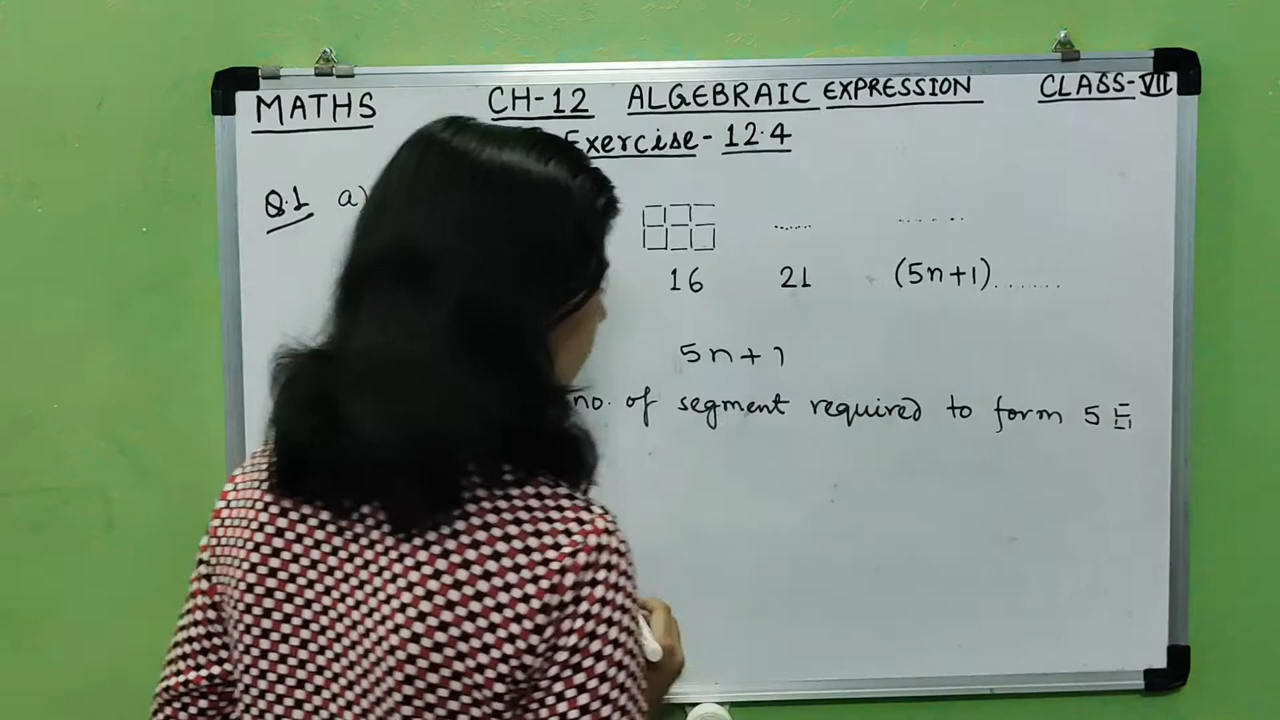 MATHS CH-12 ALGEBRAIC EXPRESSION CLASS-VII
Exercise - 12.4
Q.1 a)
16 21 (5n+1).......
5n+1
no. of segment required to form 5